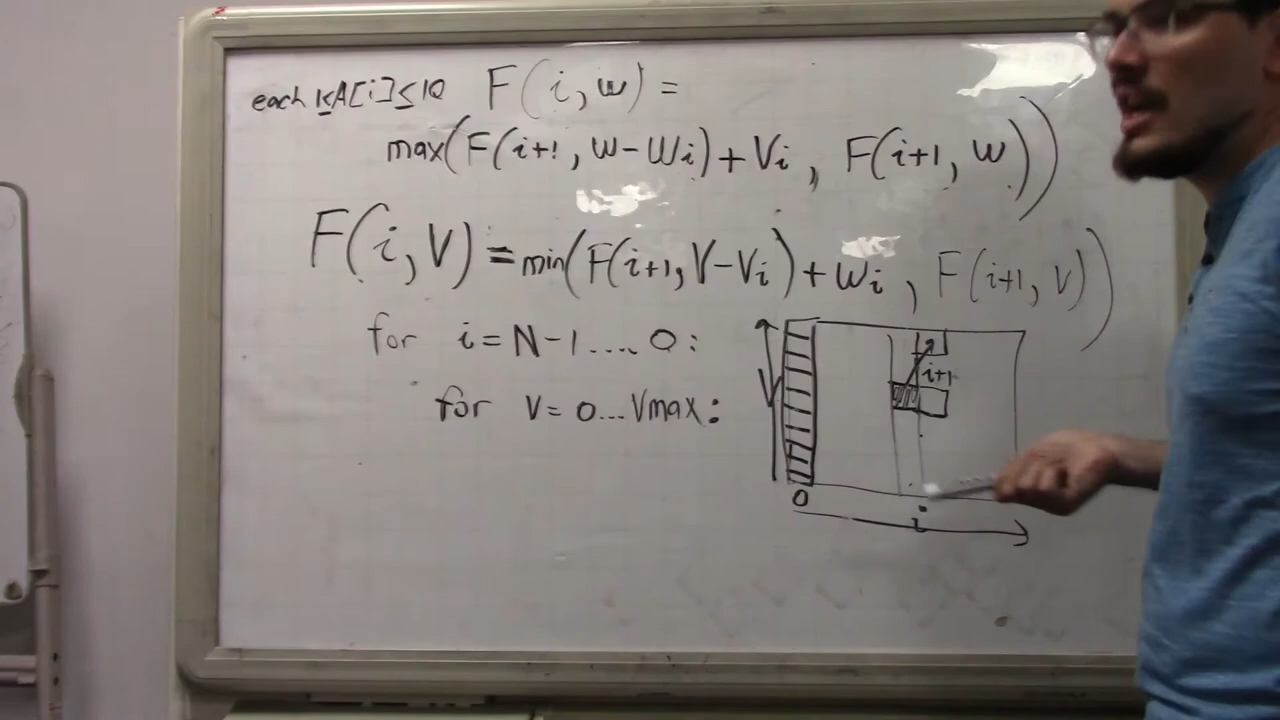 each 1≤A[i]≤10 F(i,w) =
max(F(i+1, w-wi)+Vi, F(i+1, w))
F(i,V) = min(F(i+1,V-Vi)+wi, F(i+1,V))
for i=N-1....0:
for V=0...Vmax:
V
i+1
0
i